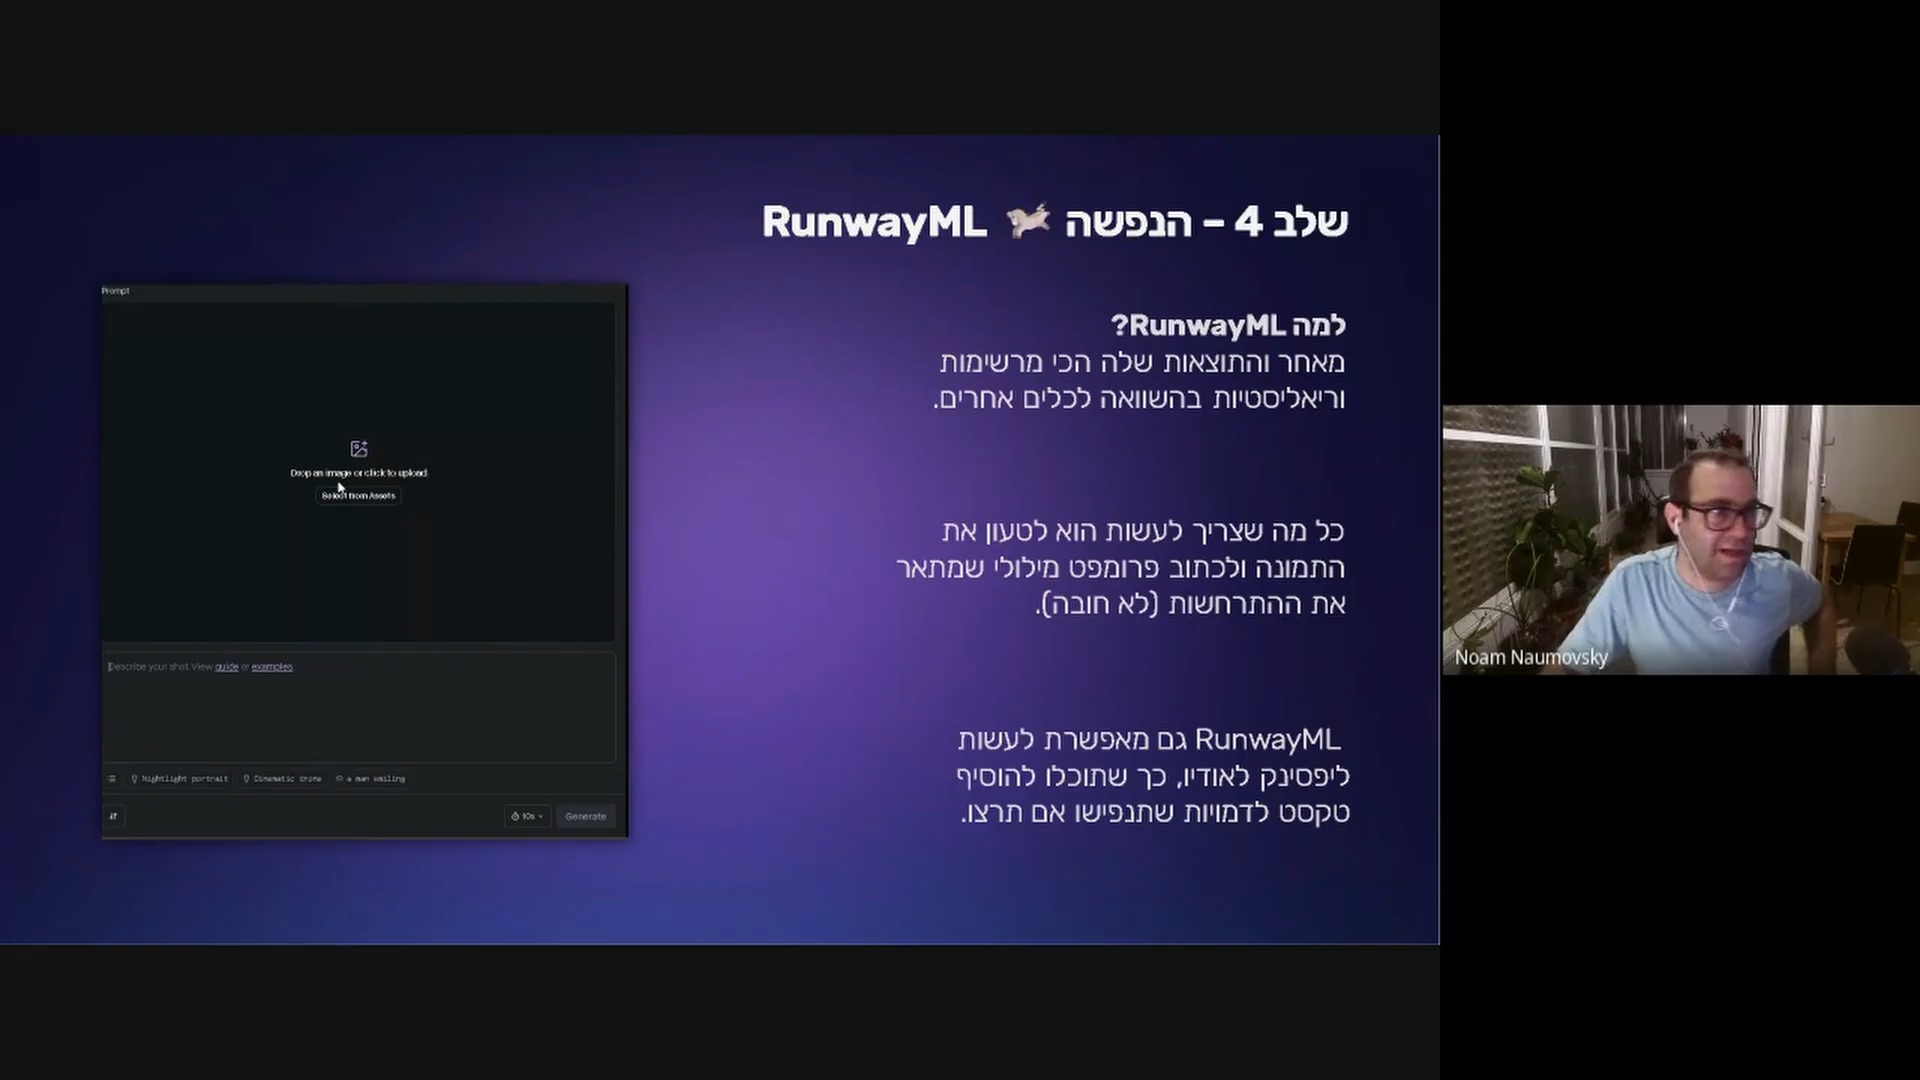 שלב 4 – הנפשה RunwayML
למה RunwayML?
מאחר והתוצאות שלה הכי מרשימות
וריאליסטיות בהשוואה לכלים אחרים.
כל מה שצריך לעשות הוא לטעון את
התמונה ולכתוב פרומפט מילולי שמתאר
את ההתרחשות (לא חובה).
RunwayML גם מאפשרת לעשות
ליפסינק לאודיו, כך שתוכלו להוסיף
טקסט לדמויות שתנפישו אם תרצו.
Prompt
Drop an image or click to upload
Select from Assets
Describe your shot. View guide or examples
Nightlight portrait Cinematic drone a man smiling
10s Generate
Noam Naumovsky